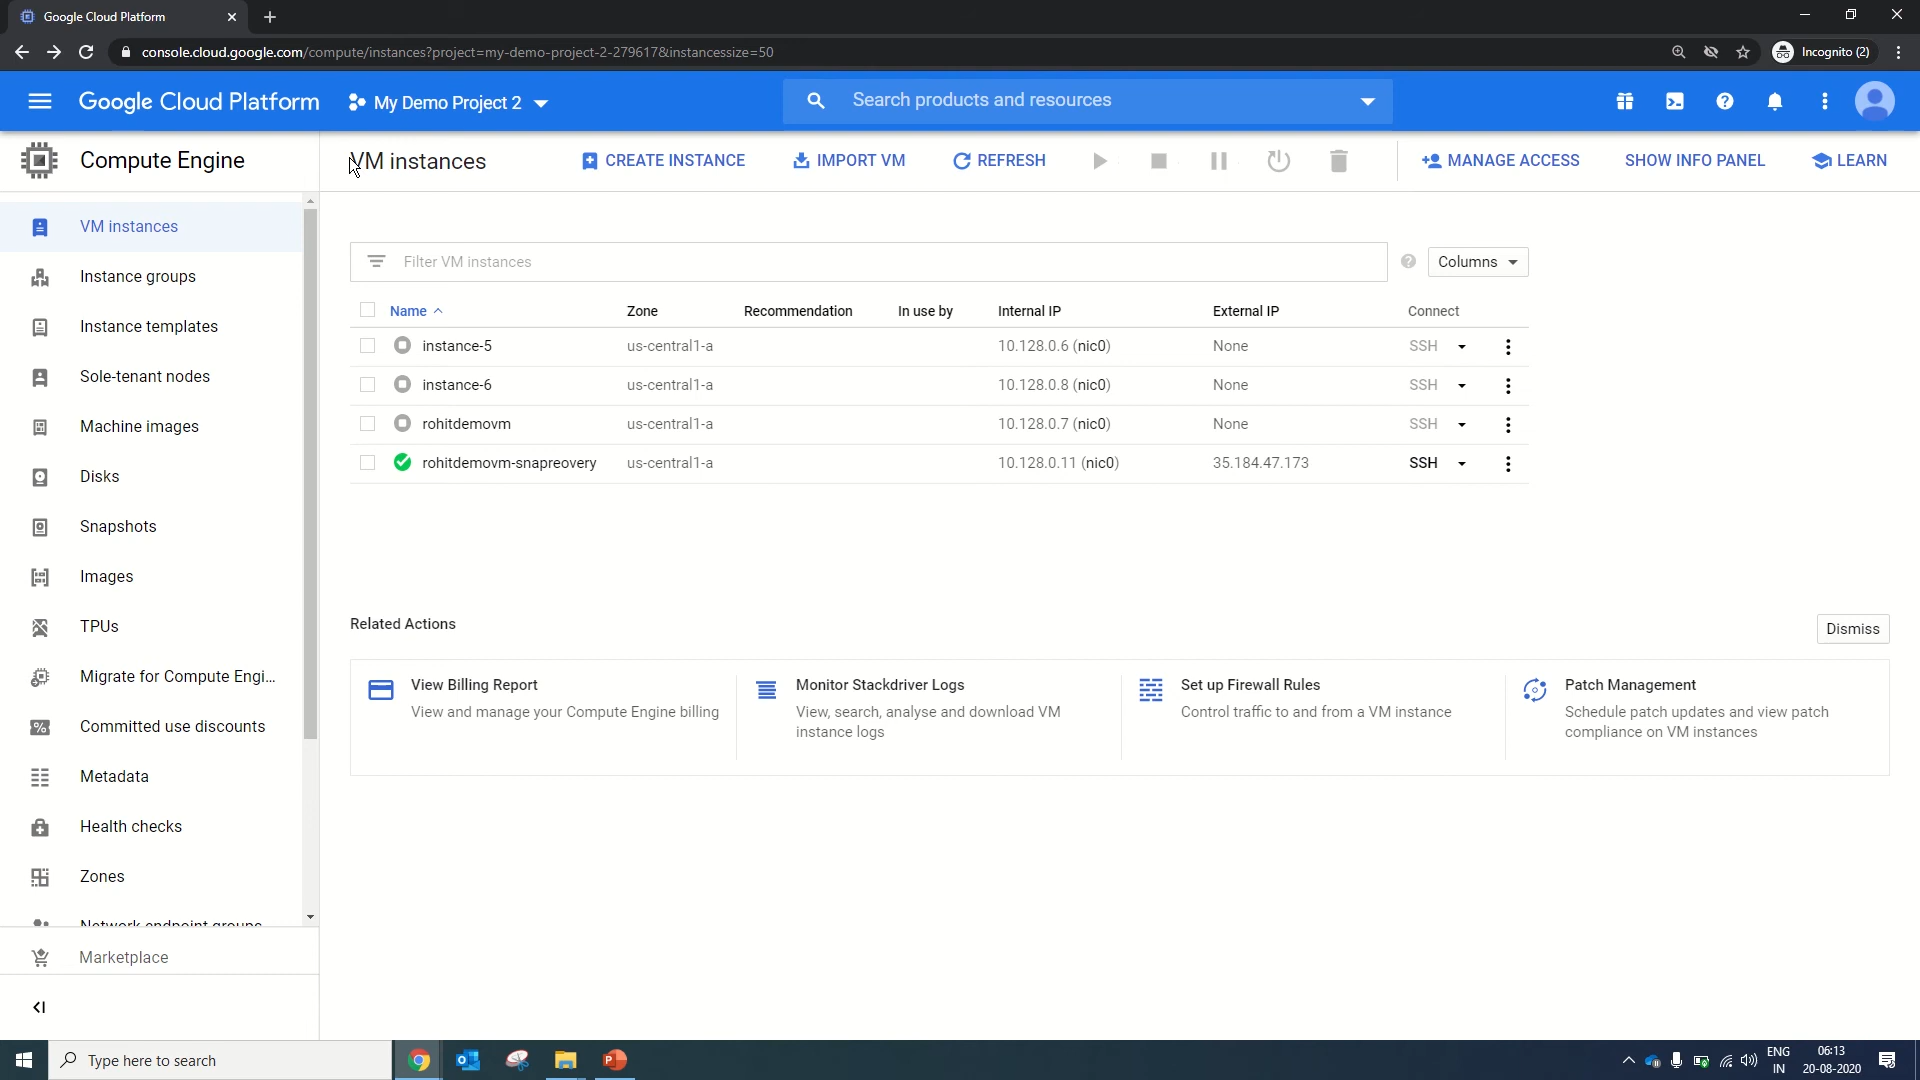 Google Cloud Platform
console.cloud.google.com/compute/instances?project=my-demo-project-2-279617&instancessize=50
Incognito (2)
Google Cloud Platform
My Demo Project 2
Search products and resources
Compute Engine
VM instances
CREATE INSTANCE
IMPORT VM
REFRESH
MANAGE ACCESS
SHOW INFO PANEL
LEARN
VM instances
Instance groups
Instance templates
Sole-tenant nodes
Machine images
Disks
Snapshots
Images
TPUs
Migrate for Compute Engi...
Committed use discounts
Metadata
Health checks
Zones
Network endpoint groups
Marketplace
Filter VM instances
Columns
Name Zone Recommendation In use by Internal IP External IP Connect
instance-5 us-central1-a 10.128.0.6 (nic0) None SSH
instance-6 us-central1-a 10.128.0.8 (nic0) None SSH
rohitdemovm us-central1-a 10.128.0.7 (nic0) None SSH
rohitdemovm-snapreovery us-central1-a 10.128.0.11 (nic0) 35.184.47.173 SSH
Related Actions
Dismiss
View Billing Report
View and manage your Compute Engine billing
Monitor Stackdriver Logs
View, search, analyse and download VM
instance logs
Set up Firewall Rules
Control traffic to and from a VM instance
Patch Management
Schedule patch updates and view patch
compliance on VM instances
Type here to search
ENG
IN
06:13
20-08-2020